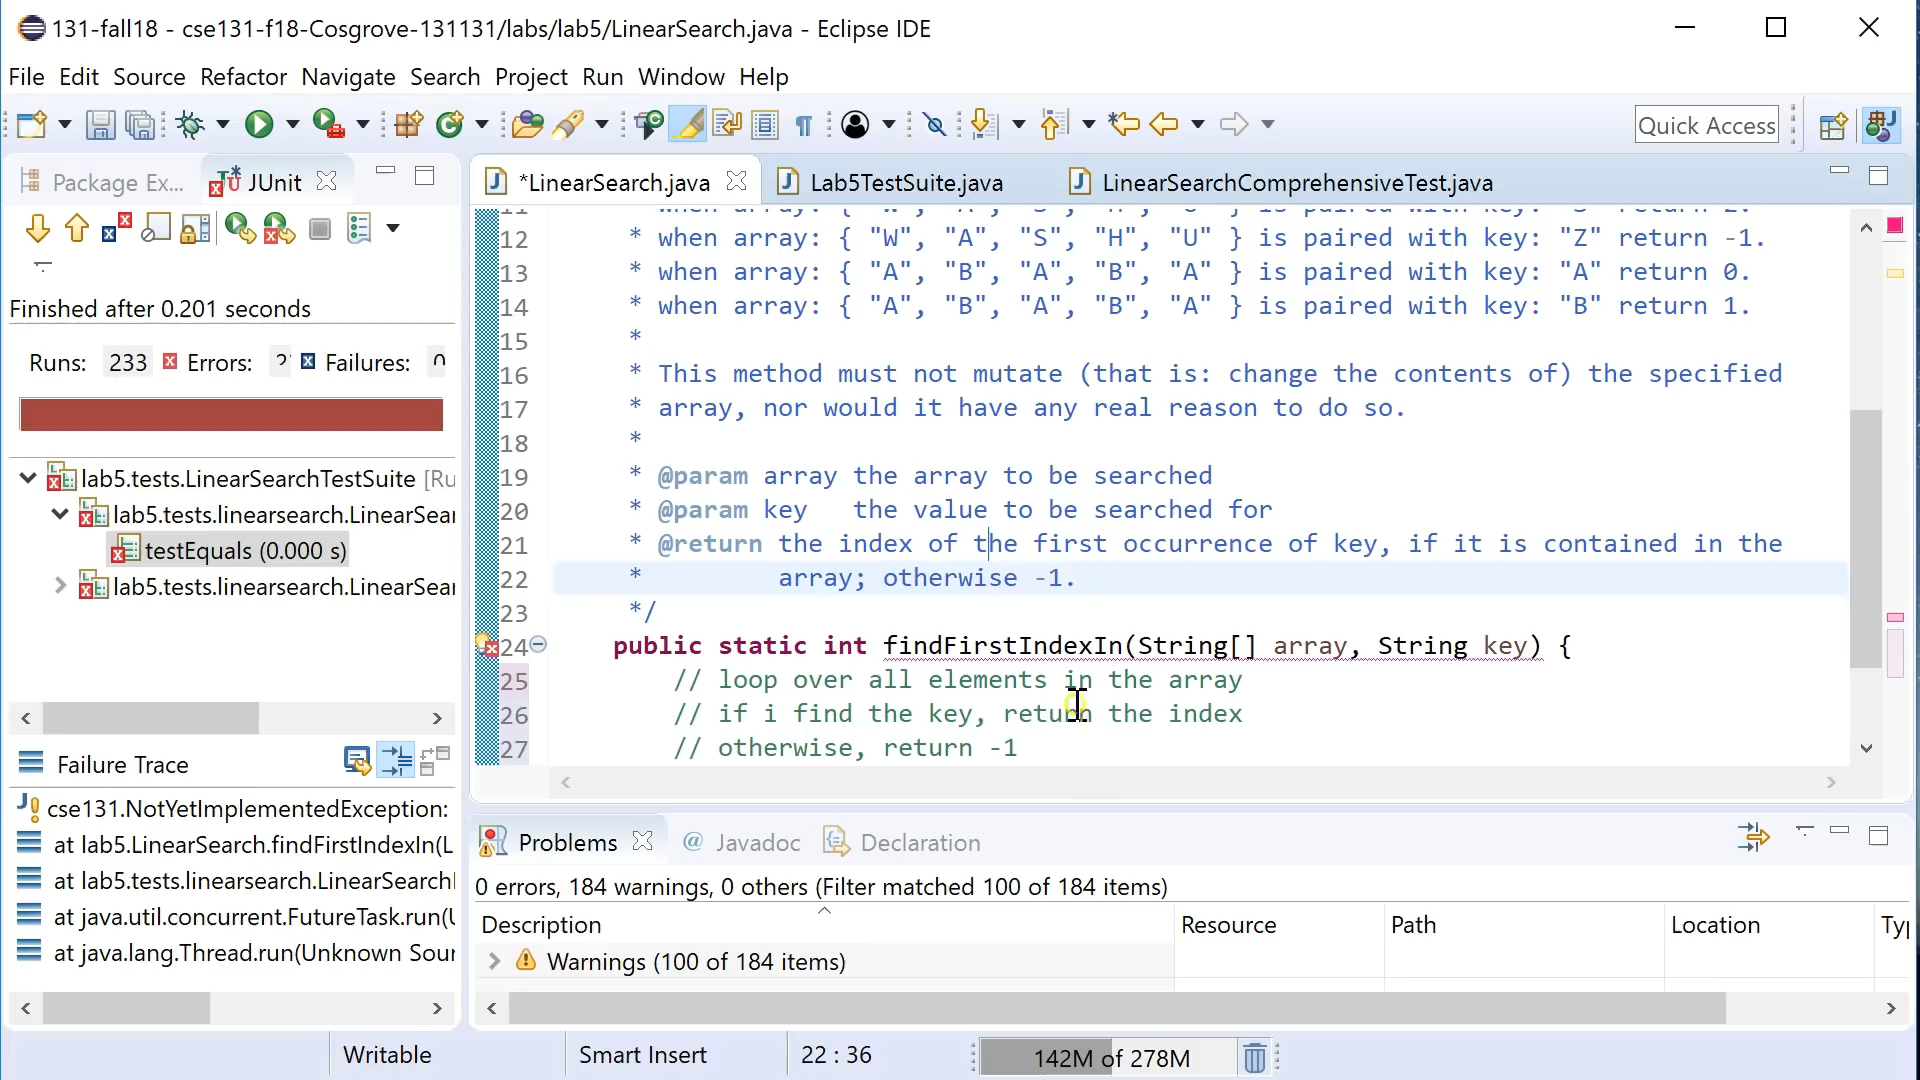 131-fall18 - cse131-f18-Cosgrove-131131/labs/lab5/LinearSearch.java - Eclipse IDE
File Edit Source Refactor Navigate Search Project Run Window Help
Quick Access
Package Ex... JUnit
*LinearSearch.java Lab5TestSuite.java LinearSearchComprehensiveTest.java
Finished after 0.201 seconds
Runs: 233 Errors: Failures:
lab5.tests.LinearSearchTestSuite
lab5.tests.linearsearch.LinearSear
testEquals (0.000 s)
lab5.tests.linearsearch.LinearSear
Failure Trace
cse131.NotYetImplementedException:
at lab5.LinearSearch.findFirstIndexIn(L
at lab5.tests.linearsearch.LinearSearch
at java.util.concurrent.FutureTask.run(
at java.lang.Thread.run(Unknown Sour
12 * when array: { "W", "A", "S", "H", "U" } is paired with key: "Z" return -1.
13 * when array: { "A", "B", "A", "B", "A" } is paired with key: "A" return 0.
14 * when array: { "A", "B", "A", "B", "A" } is paired with key: "B" return 1.
15 *
16 * This method must not mutate (that is: change the contents of) the specified
17 * array, nor would it have any real reason to do so.
18 *
19 * @param array the array to be searched
20 * @param key the value to be searched for
21 * @return the index of the first occurrence of key, if it is contained in the
22 * array; otherwise -1.
23 */
24 public static int findFirstIndexIn(String[] array, String key) {
25 // loop over all elements in the array
26 // if i find the key, return the index
27 // otherwise, return -1
Problems @ Javadoc Declaration
0 errors, 184 warnings, 0 others (Filter matched 100 of 184 items)
Description Resource Path Location
Warnings (100 of 184 items)
Writable Smart Insert 22 : 36 142M of 278M